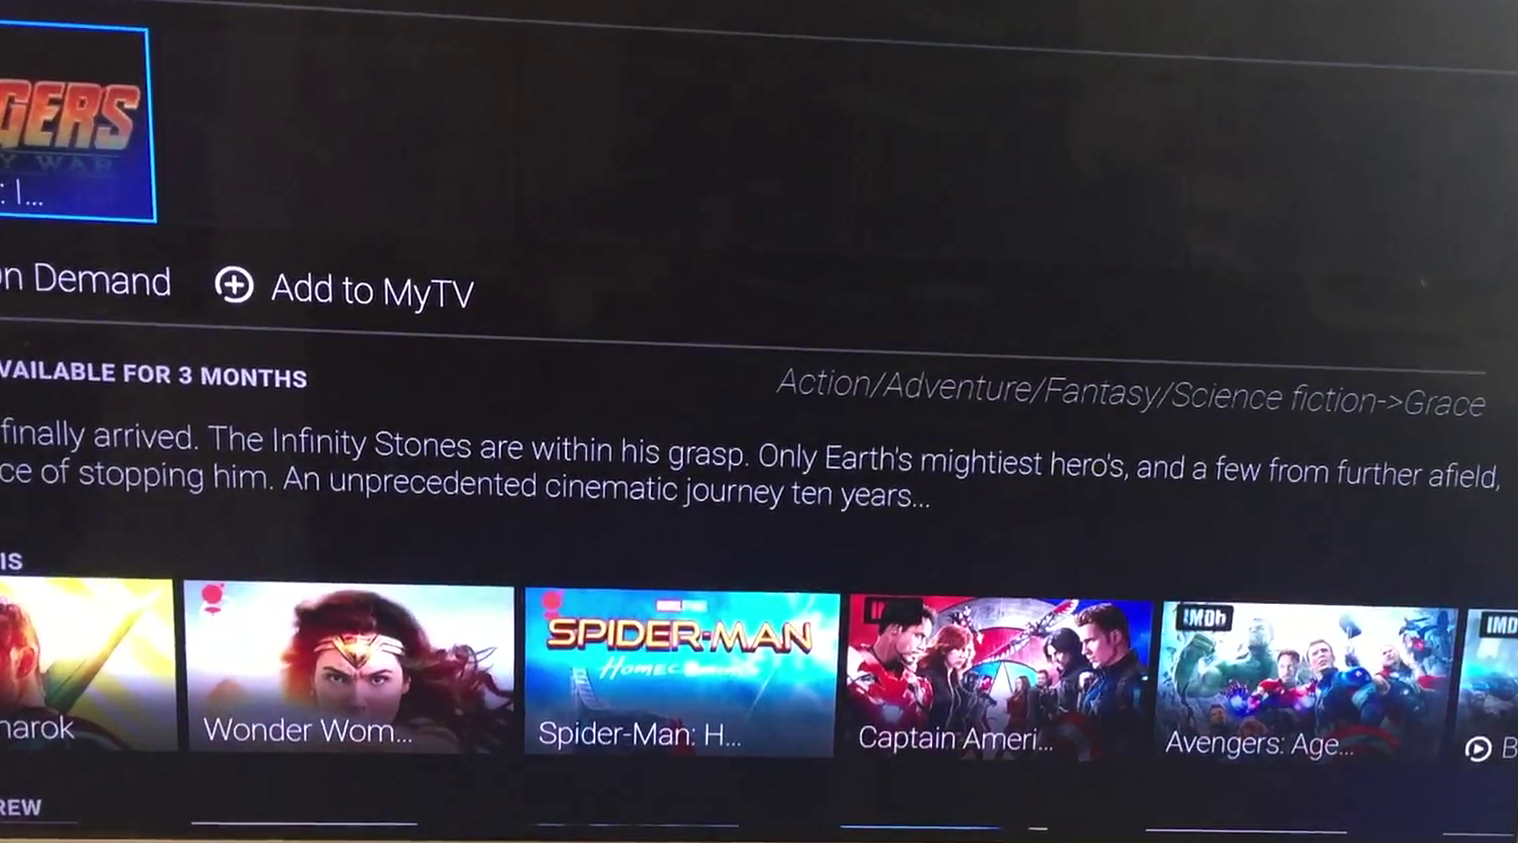 GERS
Y WAR
: I...
n Demand
Add to MyTV
VAILABLE FOR 3 MONTHS
Action/Adventure/Fantasy/Science fiction->Grace
finally arrived. The Infinity Stones are within his grasp. Only Earth's mightiest hero's, and a few from further afield,
ce of stopping him. An unprecedented cinematic journey ten years...
IS
narok
Wonder Wom...
SPIDER-MAN
Spider-Man: H...
Captain Ameri...
IMDb
Avengers: Age...
IMD
B
REW